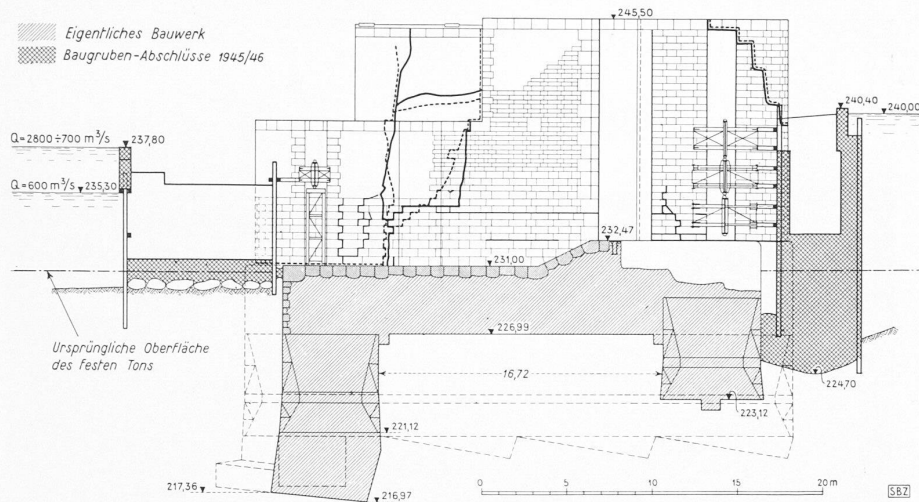 Eigentliches Bauwerk
Baugruben-Abschlüsse 1945/46
245,50
240,40
240,00
Q=2800÷700 m³/s
237,80
Q=600 m³/s
235,30
232,47
231,00
226,99
Ursprüngliche Oberfläche
des festen Tons
16,72
224,70
223,12
221,12
217,36
216,97
0 5 10 15 20 m
SBZ